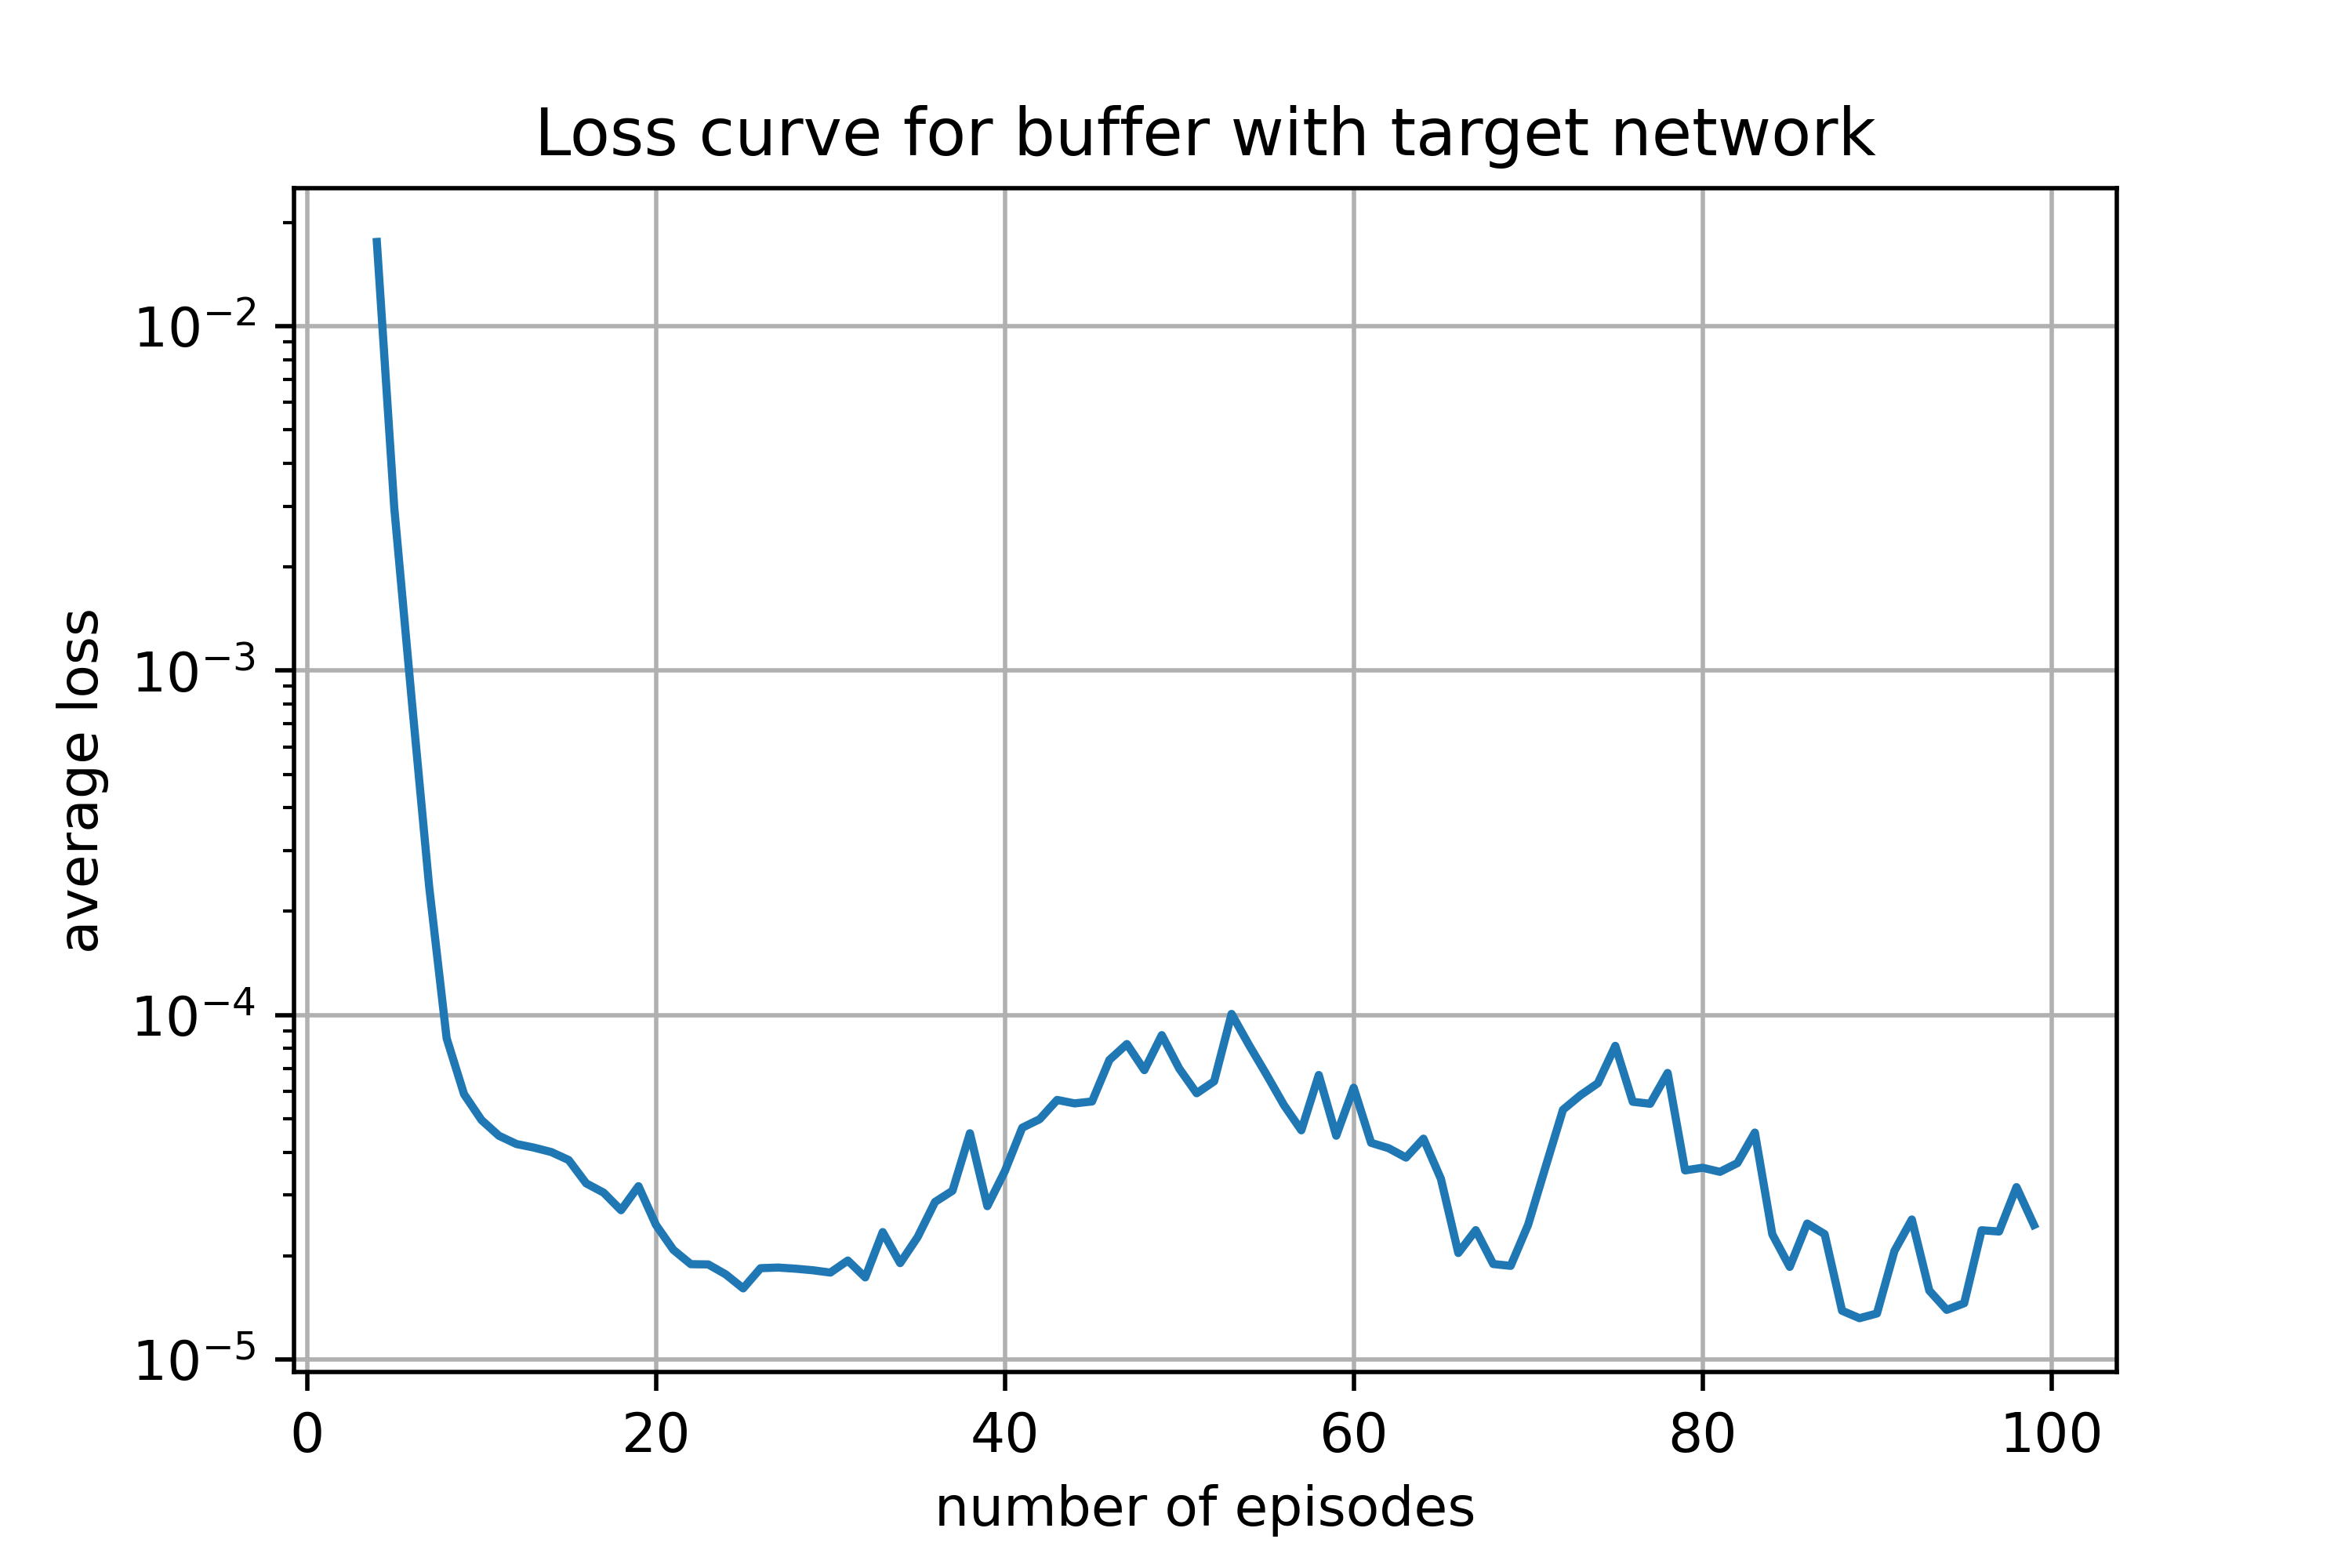 Loss curve for buffer with target network
average loss
10⁻²
10⁻³
10⁻⁴
10⁻⁵
0 20 40 60 80 100
number of episodes